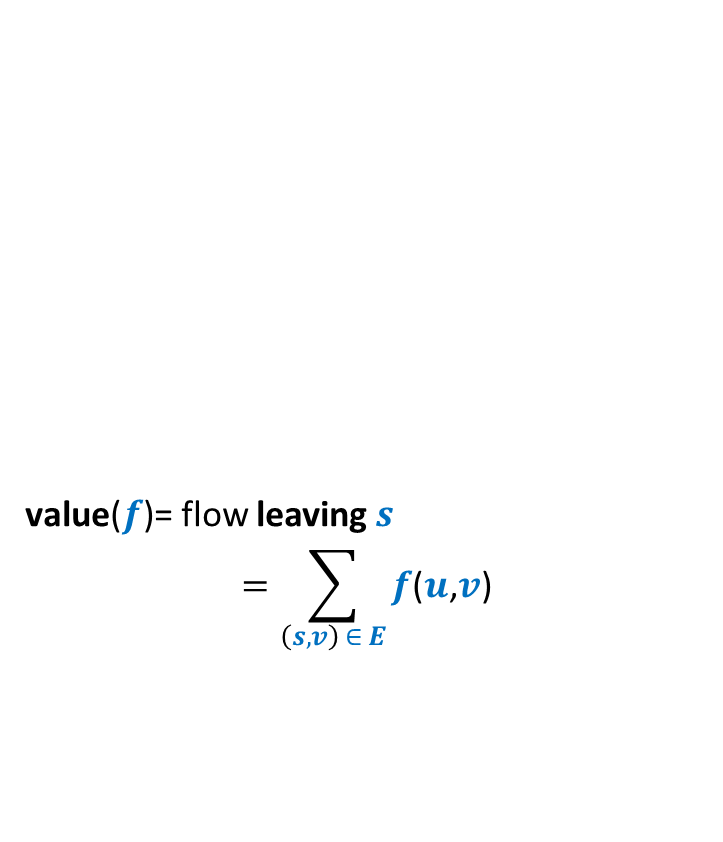 value(f)= flow leaving s
= ∑ f(u,v)
(s,v) ∈ E